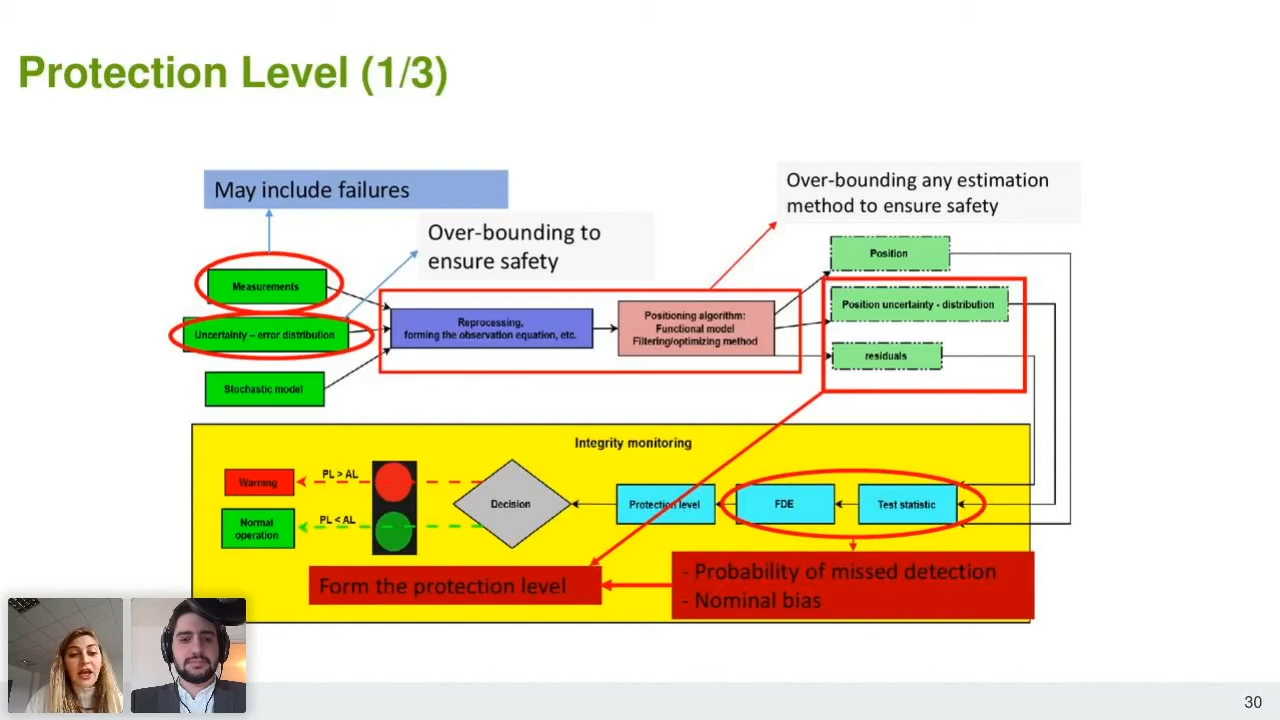 Protection Level (1/3)
May include failures
Over-bounding any estimation
method to ensure safety
Over-bounding to
ensure safety
Position
Measurements
Position uncertainty - distribution
Uncertainty – error distribution
Reprocessing,
forming the observation equation, etc.
Positioning algorithm:
Functional model
Filtering/optimizing method
residuals
Stochastic model
Integrity monitoring
PL > AL
Warning
Decision
Protection level
FDE
Test statistic
PL < AL
Normal
operation
Form the protection level
- Probability of missed detection
- Nominal bias
30